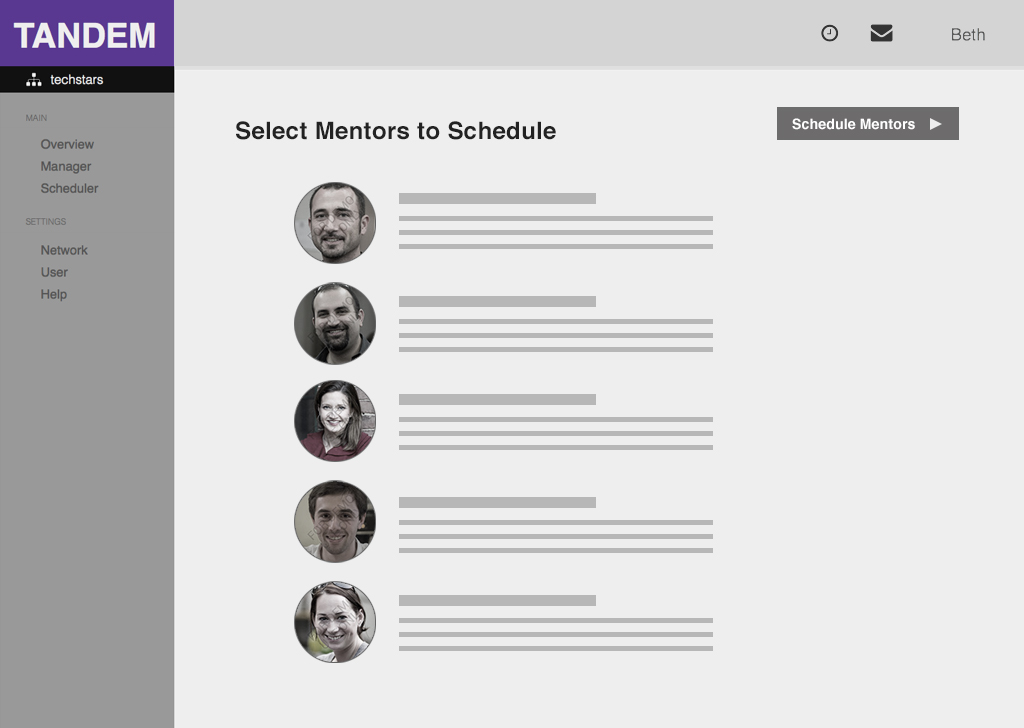 TANDEM
techstars
MAIN
Overview
Manager
Scheduler
SETTINGS
Network
User
Help
Beth
Select Mentors to Schedule
Schedule Mentors